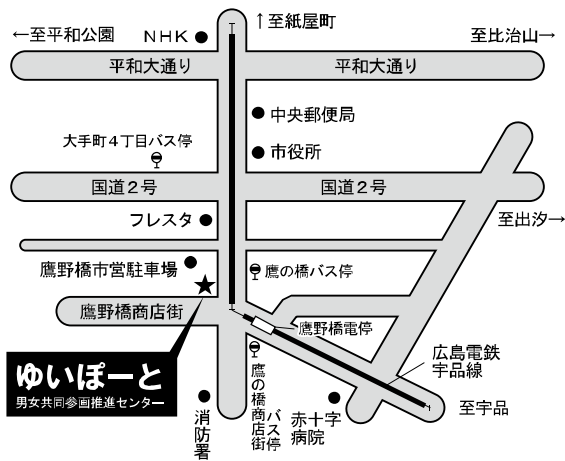 ↑至紙屋町
←至平和公園
NHK
至比治山→
平和大通り
平和大通り
中央郵便局
大手町4丁目バス停
市役所
国道2号
国道2号
フレスタ
至出汐→
鷹野橋市営駐車場
鷹の橋バス停
鷹野橋商店街
鷹野橋電停
広島電鉄
宇品線
ゆいぽーと
男女共同参画推進センター
鷹の橋商店街
バス停
消防署
赤十字
病院
至宇品